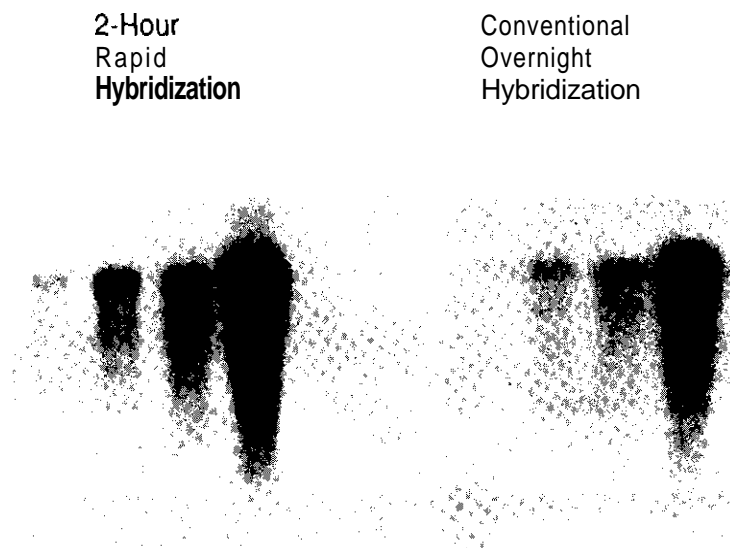 2-Hour
Rapid
Hybridization
Conventional
Overnight
Hybridization